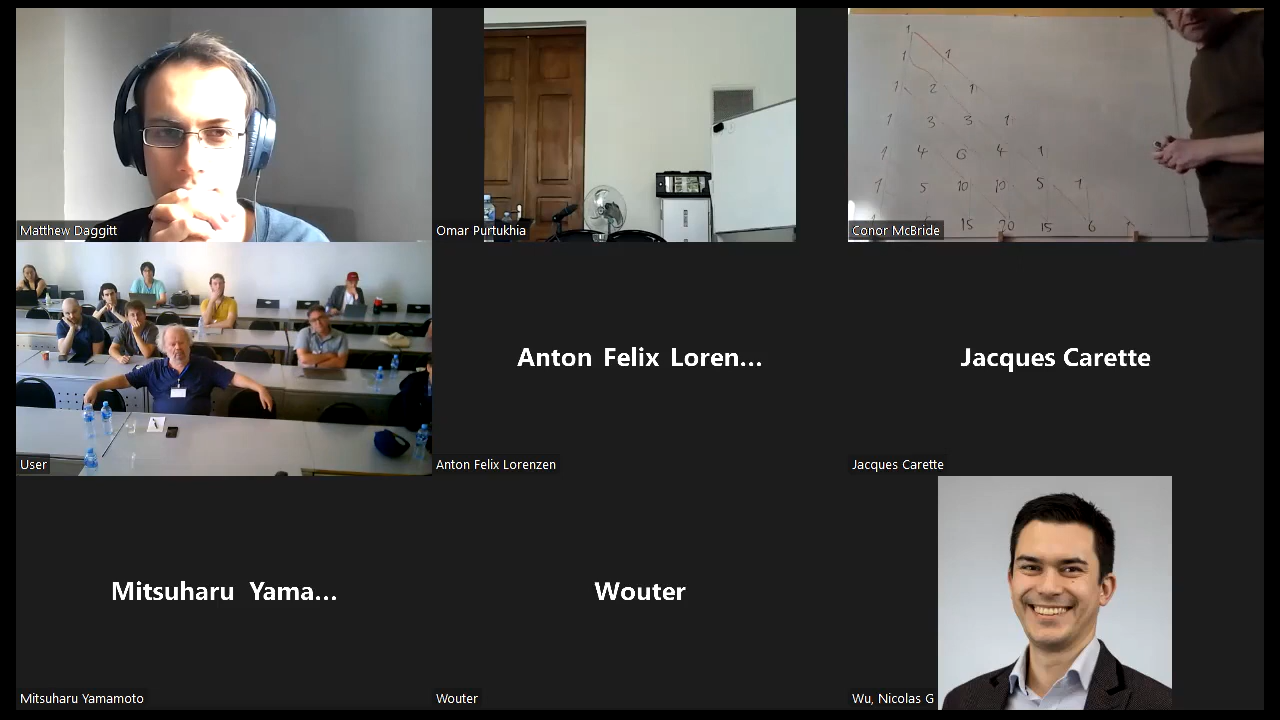 1
1 1
1 2 1
1 3 3 1
1 4 6 4 1
1 5 10 10 5 1
15 20 15 6
Matthew Daggitt
Omar Purtukhia
Conor McBride
Anton Felix Loren...
Jacques Carette
User
Anton Felix Lorenzen
Jacques Carette
Mitsuharu Yama...
Wouter
Mitsuharu Yamamoto
Wouter
Wu, Nicolas G